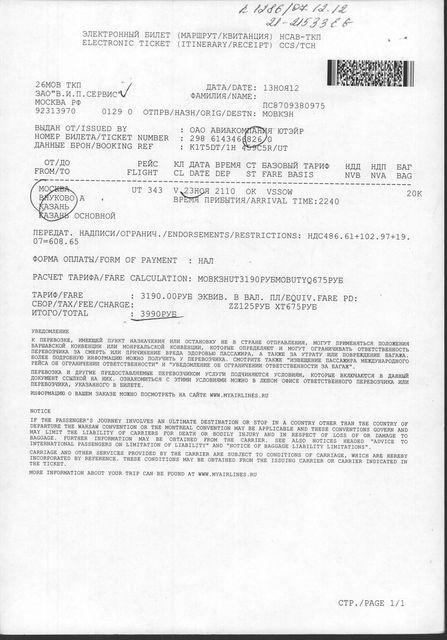 21-21533 ЕБ
ЭЛЕКТРОННЫЙ БИЛЕТ (МАРШРУТ/КВИТАНЦИЯ) НСАВ-ТКП
ELECTRONIC TICKET (ITINERARY/RECEIPT) CCS/TCH
26МОВ ТКП ДАТА/DATE: 13НОЯ12
ЗАО"В.И.П.СЕРВИС" ФАМИЛИЯ/NAME:
МОСКВА РФ ПС8709380975
92313970 0129 0 ОТПРВ/НАЗН/ORIG/DESTN: МОВКЗН
ВЫДАН ОТ/ISSUED BY : ОАО АВИАКОМПАНИЯ ЮТЭЙР
НОМЕР БИЛЕТА/TICKET NUMBER : 298 6143466826 0
ДАННЫЕ БРОН/BOOKING REF : К1Т5DT/1H 459C5R/UT
ОТ/ДО РЕЙС КЛ ДАТА ВРЕМЯ СТ БАЗОВЫЙ ТАРИФ НДД НДП БАГ
FROM/TO FLIGHT CL DATE DEP ST FARE BASIS NVB NVA BAG
МОСКВА UT 343 V 23НОЯ 2110 OK VSSOW 20K
ВНУКОВО А ВРЕМЯ ПРИБЫТИЯ/ARRIVAL TIME:2240
КАЗАНЬ
КАЗАНЬ ОСНОВНОЙ
ПЕРЕДАТ. НАДПИСИ/ОГРАНИЧ./ENDORSEMENTS/RESTRICTIONS: НДС486.61+102.97+19.
07=608.65
ФОРМА ОПЛАТЫ/FORM OF PAYMENT : НАЛ
РАСЧЕТ ТАРИФА/FARE CALCULATION: МОВКЗНUT3190РУБМОВUTYQ675РУБ
ТАРИФ/FARE : 3190.00РУБ ЭКВИВ. В ВАЛ. ПЛ/EQUIV.FARE PD:
СБОР/TAX/FEE/CHARGE: ZZ125РУБ XT675РУБ
ИТОГО/TOTAL : 3990РУБ
УВЕДОМЛЕНИЕ
К ПЕРЕВОЗКЕ, ИМЕЮЩЕЙ ПУНКТ НАЗНАЧЕНИЯ ИЛИ ОСТАНОВКУ НЕ В СТРАНЕ ОТПРАВЛЕНИЯ, МОГУТ ПРИМЕНЯТЬСЯ ПОЛОЖЕНИЯ
ВАРШАВСКОЙ КОНВЕНЦИИ ИЛИ МОНРЕАЛЬСКОЙ КОНВЕНЦИИ, КОТОРЫЕ ОПРЕДЕЛЯЮТ И МОГУТ ОГРАНИЧИВАТЬ ОТВЕТСТВЕННОСТЬ
ПЕРЕВОЗЧИКА ЗА СМЕРТЬ ИЛИ ПРИЧИНЕНИЕ ВРЕДА ЗДОРОВЬЮ ПАССАЖИРА, А ТАКЖЕ ЗА УТРАТУ ИЛИ ПОВРЕЖДЕНИЕ БАГАЖА.
БОЛЕЕ ПОДРОБНУЮ ИНФОРМАЦИЮ МОЖНО ПОЛУЧИТЬ У ПЕРЕВОЗЧИКА. СМОТРИТЕ ТАКЖЕ "ИЗВЕЩЕНИЕ ПАССАЖИРА МЕЖДУНАРОДНОГО
РЕЙСА ОБ ОГРАНИЧЕНИИ ОТВЕТСТВЕННОСТИ" И "УВЕДОМЛЕНИЕ ОБ ОГРАНИЧЕНИИ ОТВЕТСТВЕННОСТИ ЗА БАГАЖ".
ПЕРЕВОЗКА И ДРУГИЕ ПРЕДОСТАВЛЯЕМЫЕ ПЕРЕВОЗЧИКОМ УСЛУГИ ПОДЧИНЯЮТСЯ УСЛОВИЯМ, КОТОРЫЕ ВКЛЮЧАЮТСЯ В ДАННЫЙ
ДОКУМЕНТ ССЫЛКОЙ НА НИХ. ОЗНАКОМИТЬСЯ С ЭТИМИ УСЛОВИЯМИ МОЖНО В ЛЮБОМ ОФИСЕ ОТВЕТСТВЕННОГО ПЕРЕВОЗЧИКА ИЛИ
ПЕРЕВОЗЧИКА, УКАЗАННОГО В БИЛЕТЕ.
ИНФОРМАЦИЮ О ВАШЕМ ЗАКАЗЕ МОЖНО ПОСМОТРЕТЬ НА САЙТЕ WWW.MYAIRLINES.RU
NOTICE
IF THE PASSENGER'S JOURNEY INVOLVES AN ULTIMATE DESTINATION OR STOP IN A COUNTRY OTHER THAN THE COUNTRY OF
DEPARTURE THE WARSAW CONVENTION OR THE MONTREAL CONVENTION MAY BE APPLICABLE AND THESE CONVENTIONS GOVERN AND
MAY LIMIT THE LIABILITY OF CARRIERS FOR DEATH OR BODILY INJURY AND IN RESPECT OF LOSS OF OR DAMAGE TO
BAGGAGE. FURTHER INFORMATION MAY BE OBTAINED FROM THE CARRIER. SEE ALSO NOTICES HEADED "ADVICE TO
INTERNATIONAL PASSENGERS ON LIMITATION OF LIABILITY" AND "NOTICE OF BAGGAGE LIABILITY LIMITATIONS".
CARRIAGE AND OTHER SERVICES PROVIDED BY THE CARRIER ARE SUBJECT TO CONDITIONS OF CARRIAGE, WHICH ARE HEREBY
INCORPORATED BY REFERENCE. THESE CONDITIONS MAY BE OBTAINED FROM THE ISSUING CARRIER OR CARRIER INDICATED IN
THE TICKET.
MORE INFORMATION ABOUT YOUR TRIP CAN BE FOUND AT WWW.MYAIRLINES.RU
СТР./PAGE 1/1